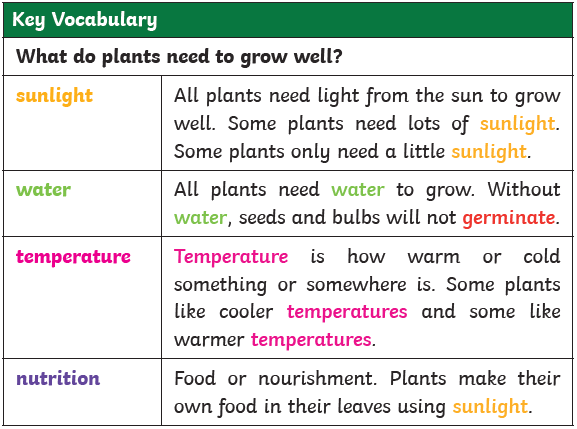 Key Vocabulary
What do plants need to grow well?
sunlight
All plants need light from the sun to grow
well. Some plants need lots of sunlight.
Some plants only need a little sunlight.
water
All plants need water to grow. Without
water, seeds and bulbs will not germinate.
temperature
Temperature is how warm or cold
something or somewhere is. Some plants
like cooler temperatures and some like
warmer temperatures.
nutrition
Food or nourishment. Plants make their
own food in their leaves using sunlight.